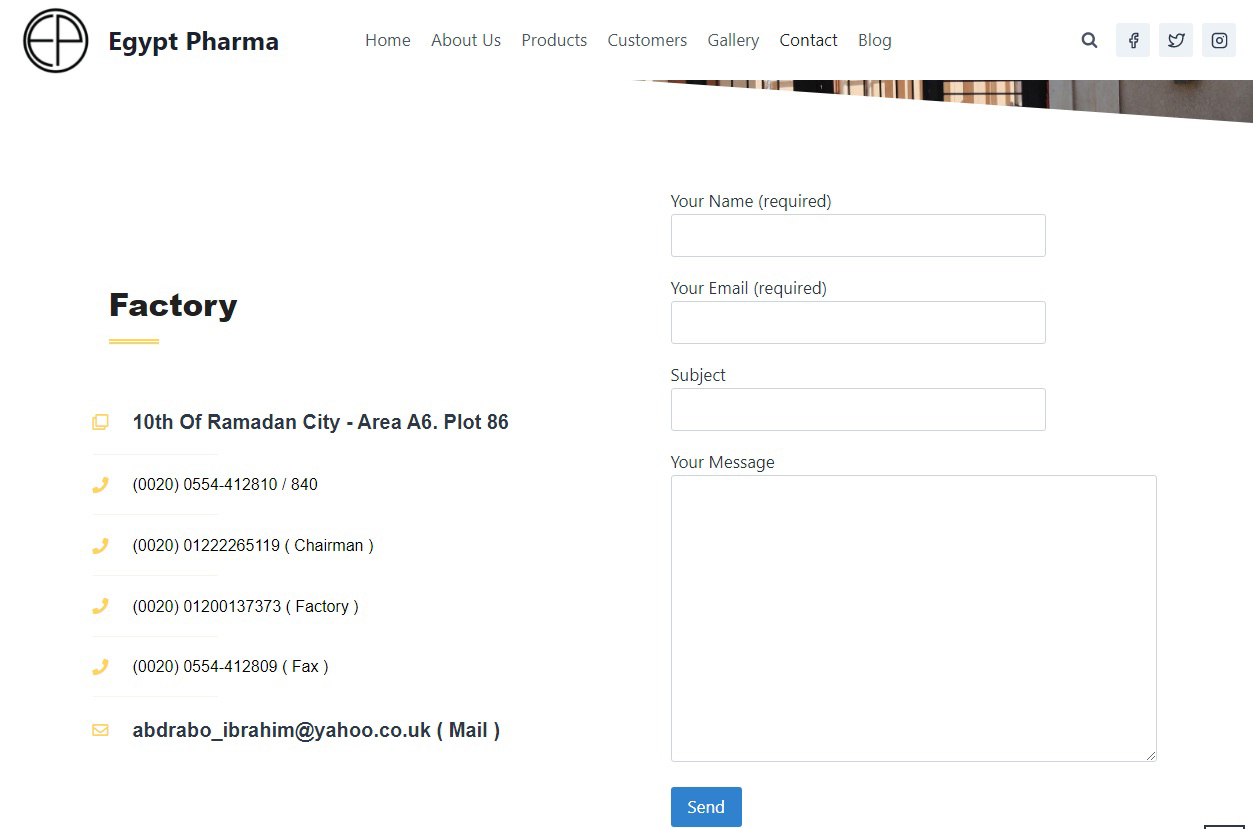 EP
Egypt Pharma
Home About Us Products Customers Gallery Contact Blog
Factory
10th Of Ramadan City - Area A6. Plot 86
(0020) 0554-412810 / 840
(0020) 01222265119 ( Chairman )
(0020) 01200137373 ( Factory )
(0020) 0554-412809 ( Fax )
abdrabo_ibrahim@yahoo.co.uk ( Mail )
Your Name (required)
Your Email (required)
Subject
Your Message
Send